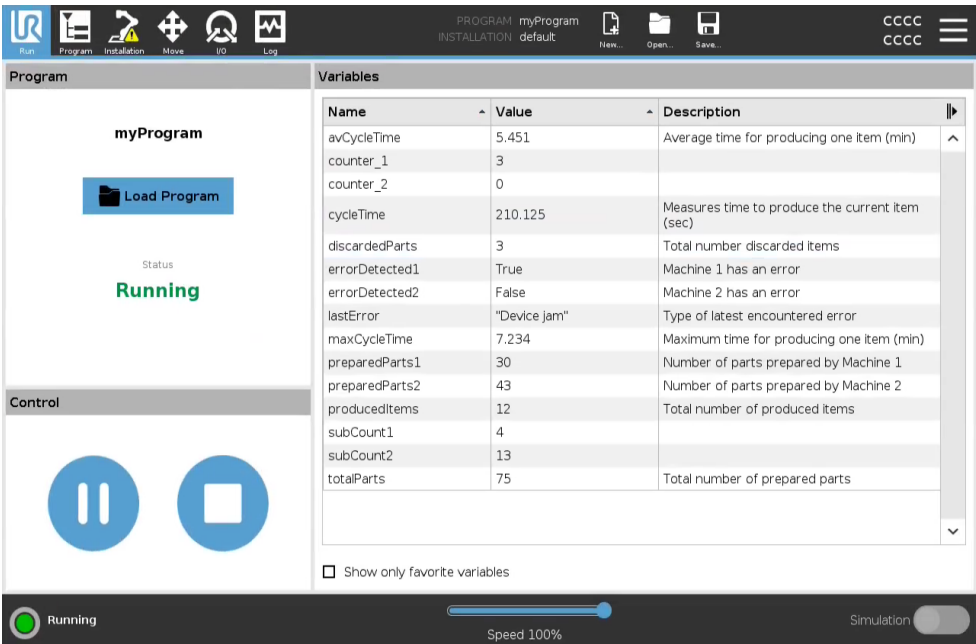 UR
Run
Program
Installation
Move
I/O
Log
PROGRAM myProgram
INSTALLATION default
New...
Open...
Save...
CCCC
CCCC
Program
myProgram
Load Program
Status
Running
Control
Variables
Name Value Description
avCycleTime 5.451 Average time for producing one item (min)
counter_1 3
counter_2 0
cycleTime 210.125 Measures time to produce the current item
(sec)
discardedParts 3 Total number discarded items
errorDetected1 True Machine 1 has an error
errorDetected2 False Machine 2 has an error
lastError "Device jam" Type of latest encountered error
maxCycleTime 7.234 Maximum time for producing one item (min)
preparedParts1 30 Number of parts prepared by Machine 1
preparedParts2 43 Number of parts prepared by Machine 2
producedItems 12 Total number of produced items
subCount1 4
subCount2 13
totalParts 75 Total number of prepared parts
Show only favorite variables
Running
Speed 100%
Simulation